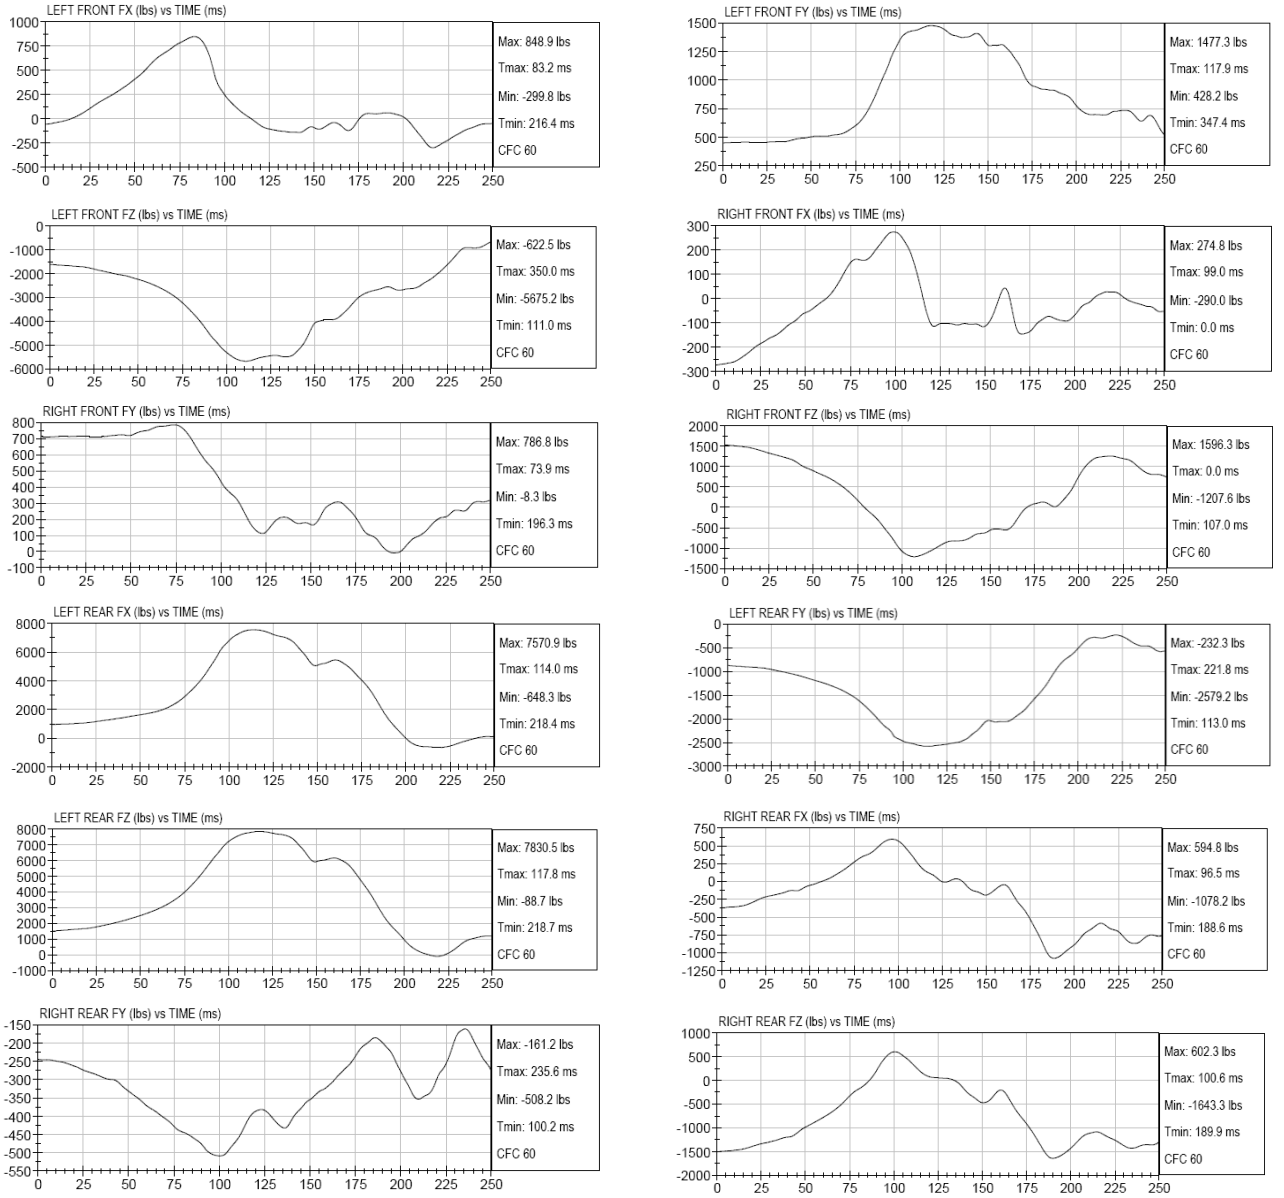 LEFT FRONT FX (lbs) vs TIME (ms)
1000
750
500
250
0
-250
-500
0 25 50 75 100 125 150 175 200 225 250
Max: 848.9 lbs
Tmax: 83.2 ms
Min: -299.8 lbs
Tmin: 216.4 ms
CFC 60
LEFT FRONT FY (lbs) vs TIME (ms)
1500
1250
1000
750
500
250
0 25 50 75 100 125 150 175 200 225 250
Max: 1477.3 lbs
Tmax: 117.9 ms
Min: 428.2 lbs
Tmin: 347.4 ms
CFC 60
LEFT FRONT FZ (lbs) vs TIME (ms)
0
-1000
-2000
-3000
-4000
-5000
-6000
0 25 50 75 100 125 150 175 200 225 250
Max: -622.5 lbs
Tmax: 350.0 ms
Min: -5675.2 lbs
Tmin: 111.0 ms
CFC 60
RIGHT FRONT FX (lbs) vs TIME (ms)
300
200
100
0
-100
-200
-300
0 25 50 75 100 125 150 175 200 225 250
Max: 274.8 lbs
Tmax: 99.0 ms
Min: -290.0 lbs
Tmin: 0.0 ms
CFC 60
RIGHT FRONT FY (lbs) vs TIME (ms)
800
700
600
500
400
300
200
100
0
-100
0 25 50 75 100 125 150 175 200 225 250
Max: 786.8 lbs
Tmax: 73.9 ms
Min: -8.3 lbs
Tmin: 196.3 ms
CFC 60
RIGHT FRONT FZ (lbs) vs TIME (ms)
2000
1500
1000
500
0
-500
-1000
-1500
0 25 50 75 100 125 150 175 200 225 250
Max: 1596.3 lbs
Tmax: 0.0 ms
Min: -1207.6 lbs
Tmin: 107.0 ms
CFC 60
LEFT REAR FX (lbs) vs TIME (ms)
8000
6000
4000
2000
0
-2000
0 25 50 75 100 125 150 175 200 225 250
Max: 7570.9 lbs
Tmax: 114.0 ms
Min: -648.3 lbs
Tmin: 218.4 ms
CFC 60
LEFT REAR FY (lbs) vs TIME (ms)
0
-500
-1000
-1500
-2000
-2500
-3000
0 25 50 75 100 125 150 175 200 225 250
Max: -232.3 lbs
Tmax: 221.8 ms
Min: -2579.2 lbs
Tmin: 113.0 ms
CFC 60
LEFT REAR FZ (lbs) vs TIME (ms)
8000
7000
6000
5000
4000
3000
2000
1000
0
-1000
0 25 50 75 100 125 150 175 200 225 250
Max: 7830.5 lbs
Tmax: 117.8 ms
Min: -88.7 lbs
Tmin: 218.7 ms
CFC 60
RIGHT REAR FX (lbs) vs TIME (ms)
750
500
250
0
-250
-500
-750
-1000
-1250
0 25 50 75 100 125 150 175 200 225 250
Max: 594.8 lbs
Tmax: 96.5 ms
Min: -1078.2 lbs
Tmin: 188.6 ms
CFC 60
RIGHT REAR FY (lbs) vs TIME (ms)
-150
-200
-250
-300
-350
-400
-450
-500
-550
0 25 50 75 100 125 150 175 200 225 250
Max: -161.2 lbs
Tmax: 235.6 ms
Min: -508.2 lbs
Tmin: 100.2 ms
CFC 60
RIGHT REAR FZ (lbs) vs TIME (ms)
1000
500
0
-500
-1000
-1500
-2000
0 25 50 75 100 125 150 175 200 225 250
Max: 602.3 lbs
Tmax: 100.6 ms
Min: -1643.3 lbs
Tmin: 189.9 ms
CFC 60